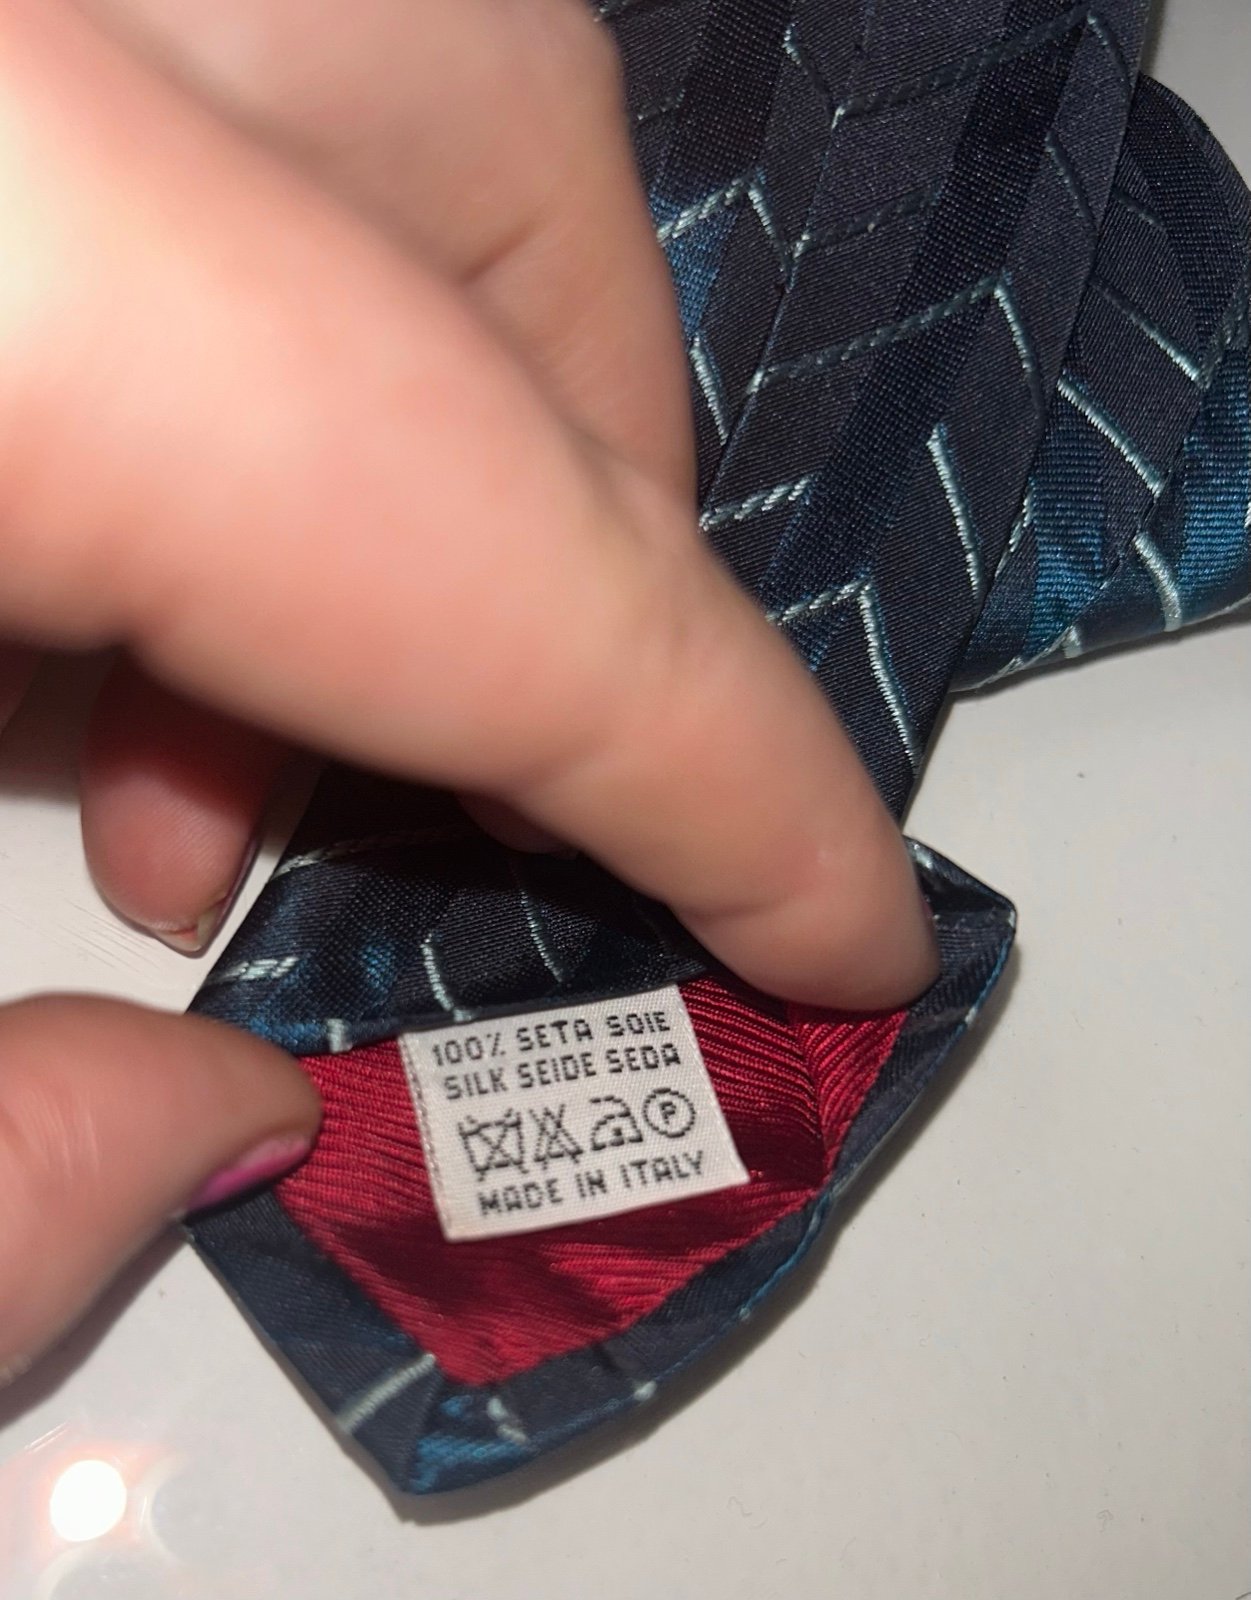 100% SETA SOIE
SILK SEIDE SEDA
P
MADE IN ITALY